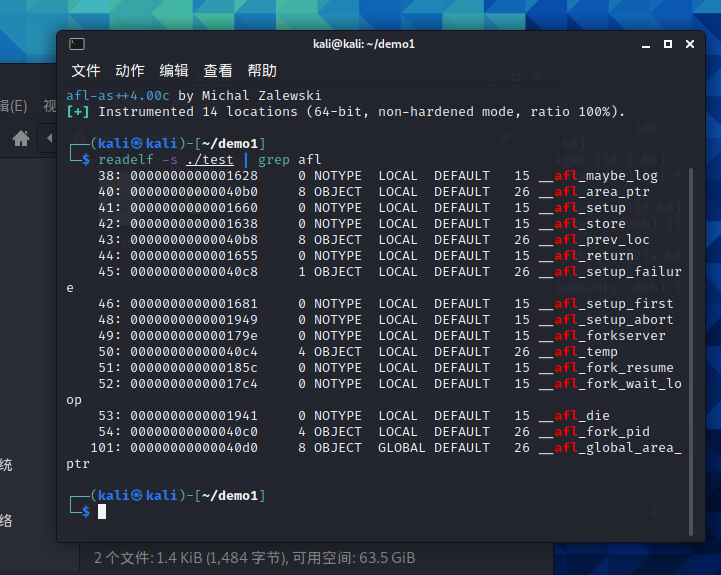 kali@kali: ~/demo1
文件 动作 编辑 查看 帮助
afl-as++4.00c by Michal Zalewski
[+] Instrumented 14 locations (64-bit, non-hardened mode, ratio 100%).
┌──(kali㉿kali)-[~/demo1]
└─$ readelf -s ./test | grep afl
38: 0000000000001628 0 NOTYPE LOCAL DEFAULT 15 __afl_maybe_log
40: 00000000000040b0 8 OBJECT LOCAL DEFAULT 26 __afl_area_ptr
41: 0000000000001660 0 NOTYPE LOCAL DEFAULT 15 __afl_setup
42: 0000000000001638 0 NOTYPE LOCAL DEFAULT 15 __afl_store
43: 00000000000040b8 8 OBJECT LOCAL DEFAULT 26 __afl_prev_loc
44: 0000000000001655 0 NOTYPE LOCAL DEFAULT 15 __afl_return
45: 00000000000040c8 1 OBJECT LOCAL DEFAULT 26 __afl_setup_failur
e
46: 0000000000001681 0 NOTYPE LOCAL DEFAULT 15 __afl_setup_first
48: 0000000000001949 0 NOTYPE LOCAL DEFAULT 15 __afl_setup_abort
49: 000000000000179e 0 NOTYPE LOCAL DEFAULT 15 __afl_forkserver
50: 00000000000040c4 4 OBJECT LOCAL DEFAULT 26 __afl_temp
51: 000000000000185c 0 NOTYPE LOCAL DEFAULT 15 __afl_fork_resume
52: 00000000000017c4 0 NOTYPE LOCAL DEFAULT 15 __afl_fork_wait_lo
op
53: 0000000000001941 0 NOTYPE LOCAL DEFAULT 15 __afl_die
54: 00000000000040c0 4 OBJECT LOCAL DEFAULT 26 __afl_fork_pid
101: 00000000000040d0 8 OBJECT GLOBAL DEFAULT 26 __afl_global_area_
ptr
┌──(kali㉿kali)-[~/demo1]
└─$
辑(E) 视
统
络
2 个文件: 1.4 KiB (1,484 字节), 可用空间: 63.5 GiB